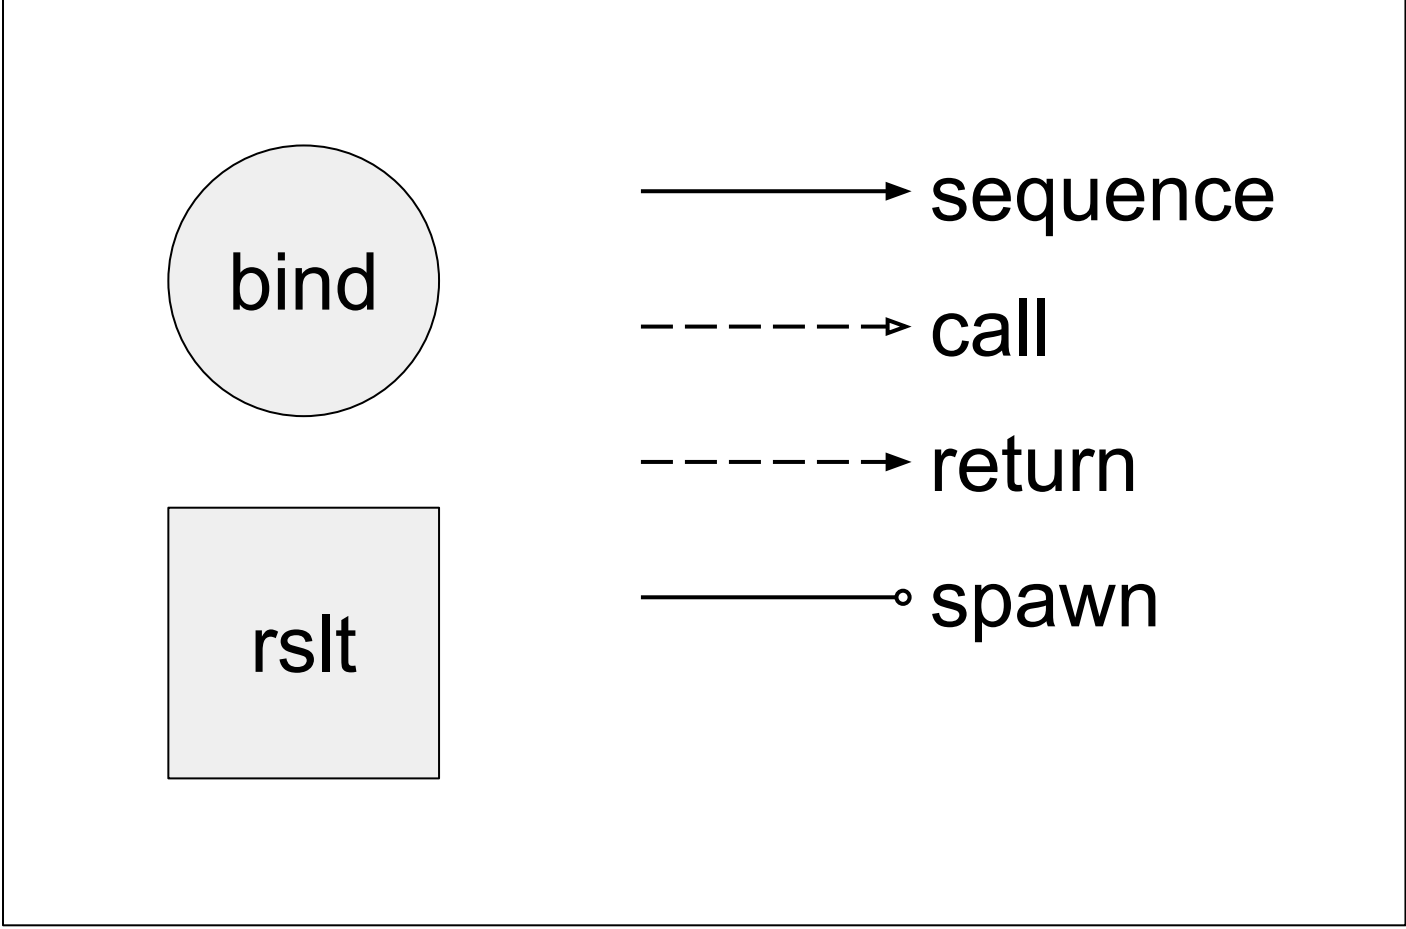 bind
rslt
sequence
call
return
spawn